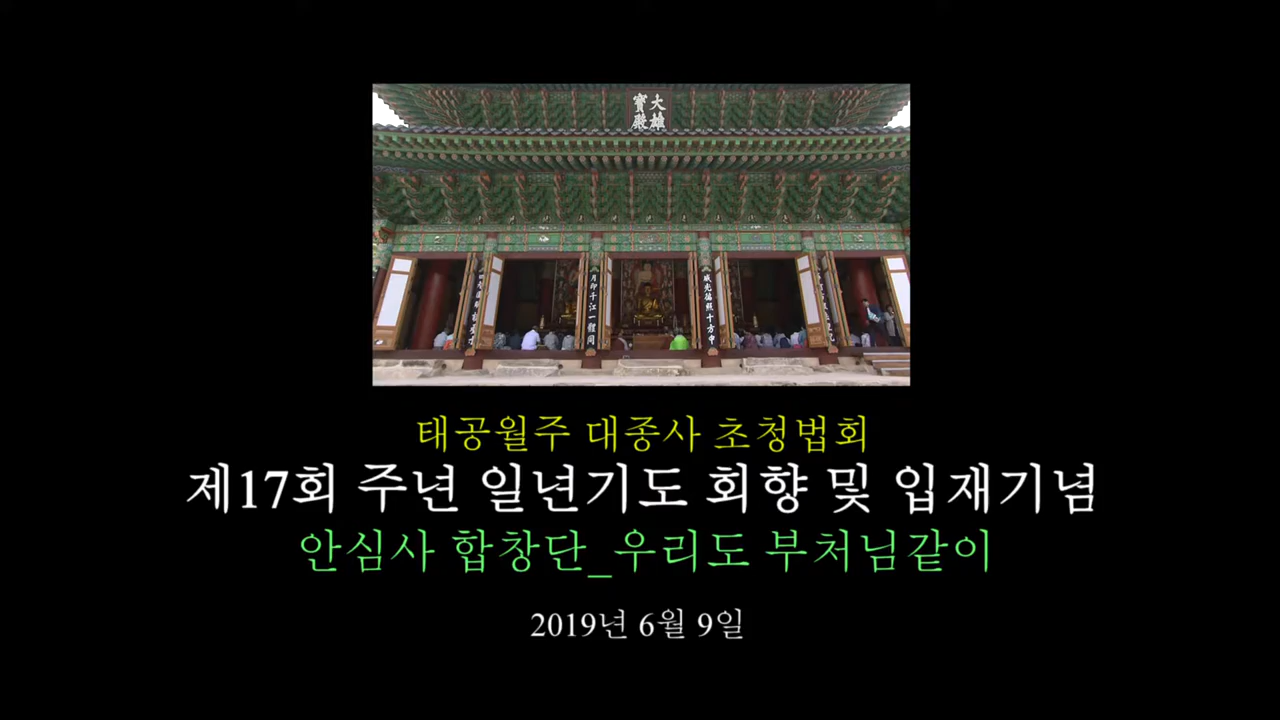 大雄
寶殿
月印千江一體同
威光徧照十方中
태공월주 대종사 초청법회
제17회 주년 일년기도 회향 및 입재기념
안심사 합창단_우리도 부처님같이
2019년 6월 9일